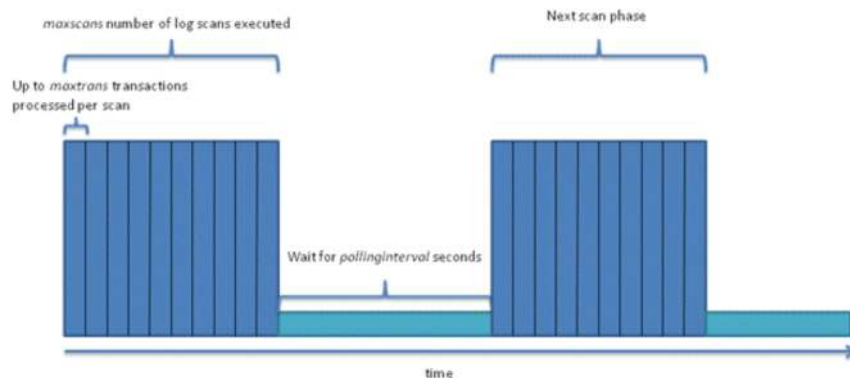 maxscans number of log scans executed
Next scan phase
Up to maxtrans transactions
processed per scan
Wait for pollinginterval seconds
time